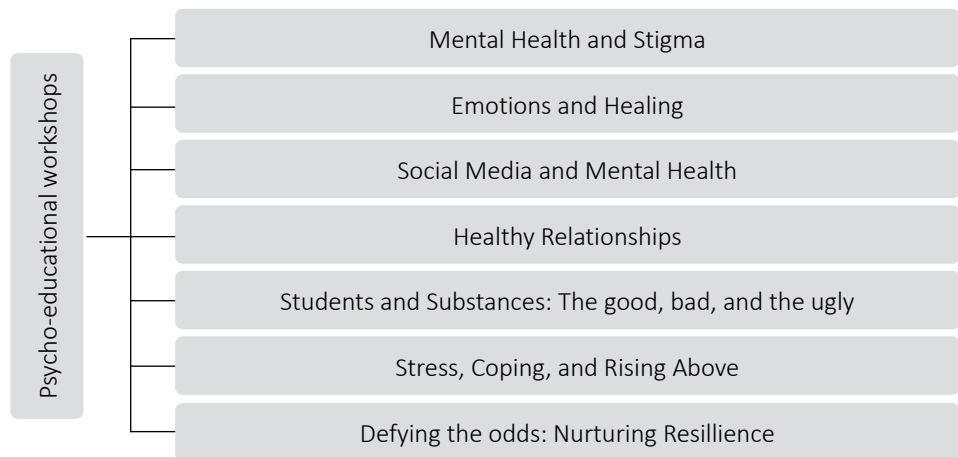 Psycho-educational workshops
Mental Health and Stigma
Emotions and Healing
Social Media and Mental Health
Healthy Relationships
Students and Substances: The good, bad, and the ugly
Stress, Coping, and Rising Above
Defying the odds: Nurturing Resillience